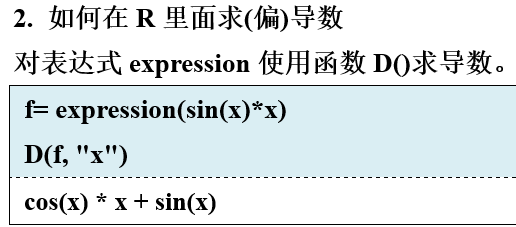 2. 如何在 R 里面求(偏)导数
对表达式 expression 使用函数 D()求导数。
f= expression(sin(x)*x)
D(f, "x")
cos(x) * x + sin(x)